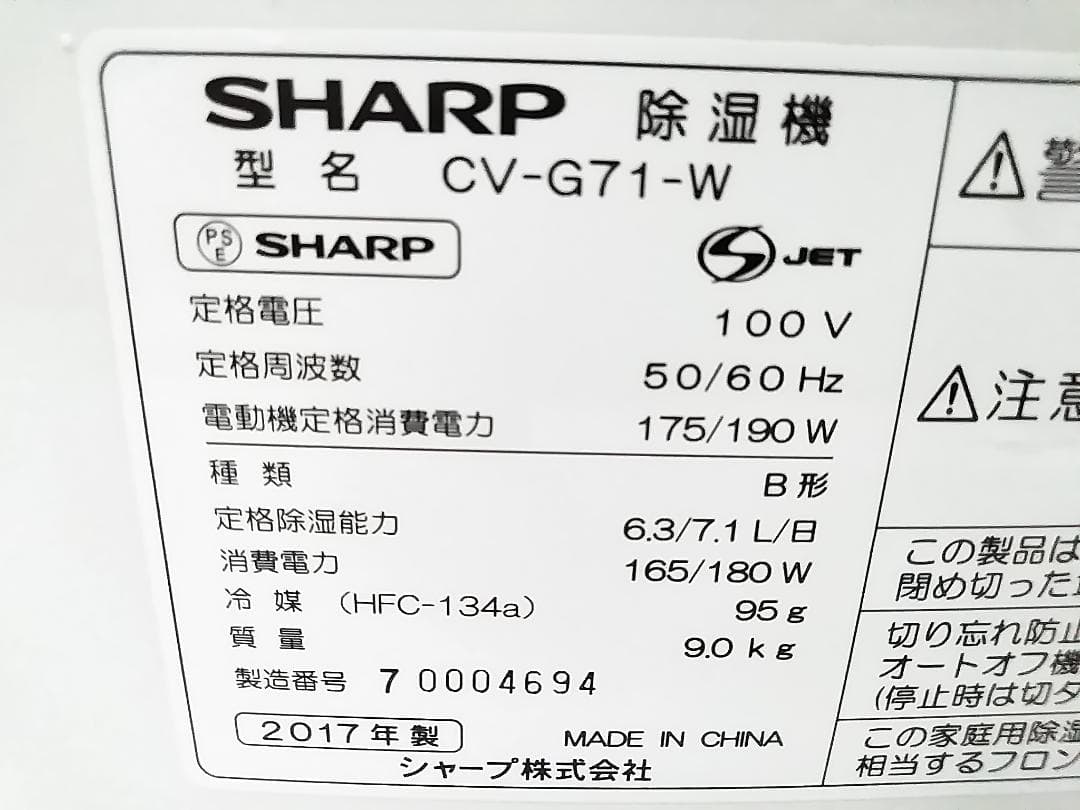 SHARP 除湿機
型名 CV-G71-W
PSE SHARP
S JET
定格電圧 100 V
定格周波数 50/60 Hz
電動機定格消費電力 175/190 W
種類 B形
定格除湿能力 6.3/7.1 L/日
消費電力 165/180 W
冷媒 (HFC-134a) 95 g
質量 9.0 kg
製造番号 7 0004694
2017年製 MADE IN CHINA
シャープ株式会社
注意
この製品は
閉め切った
切り忘れ防止
オートオフ機
(停止時は切タ
この家庭用除湿
相当するフロン